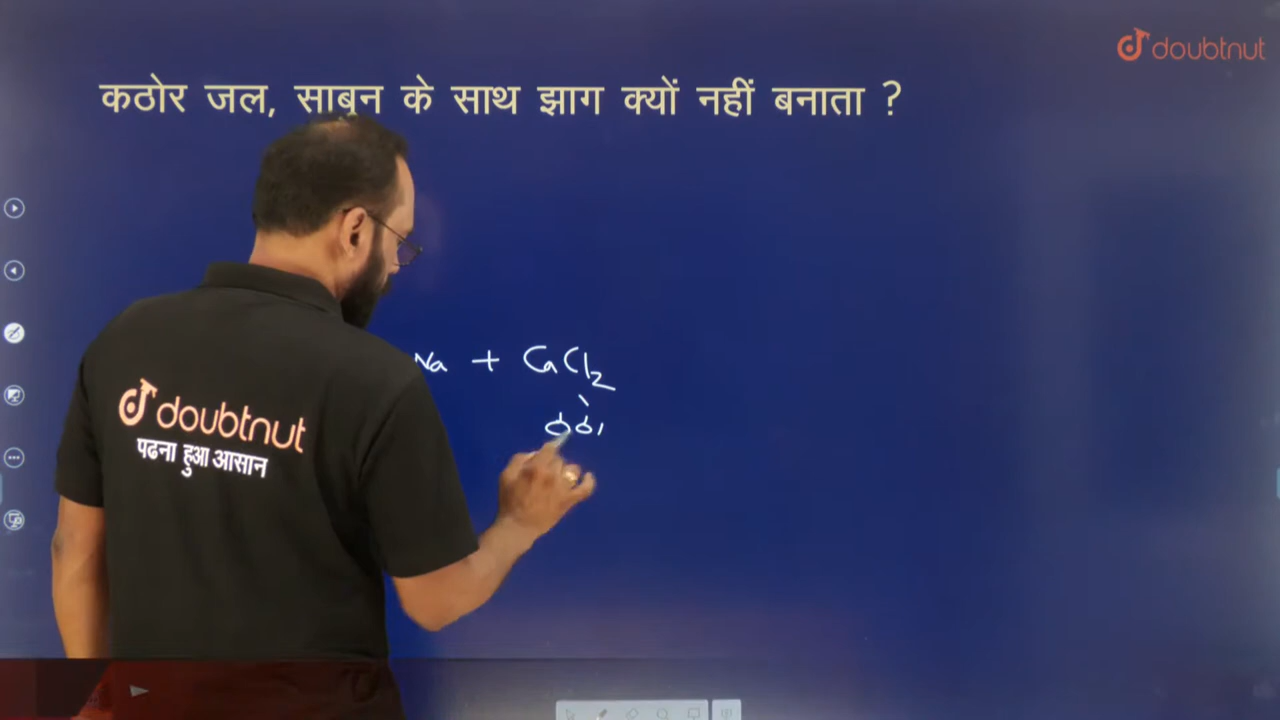 doubtnut
कठोर जल, साबुन के साथ झाग क्यों नहीं बनाता ?
Na + CaCl2
doubtnut
पढना हुआ आसान